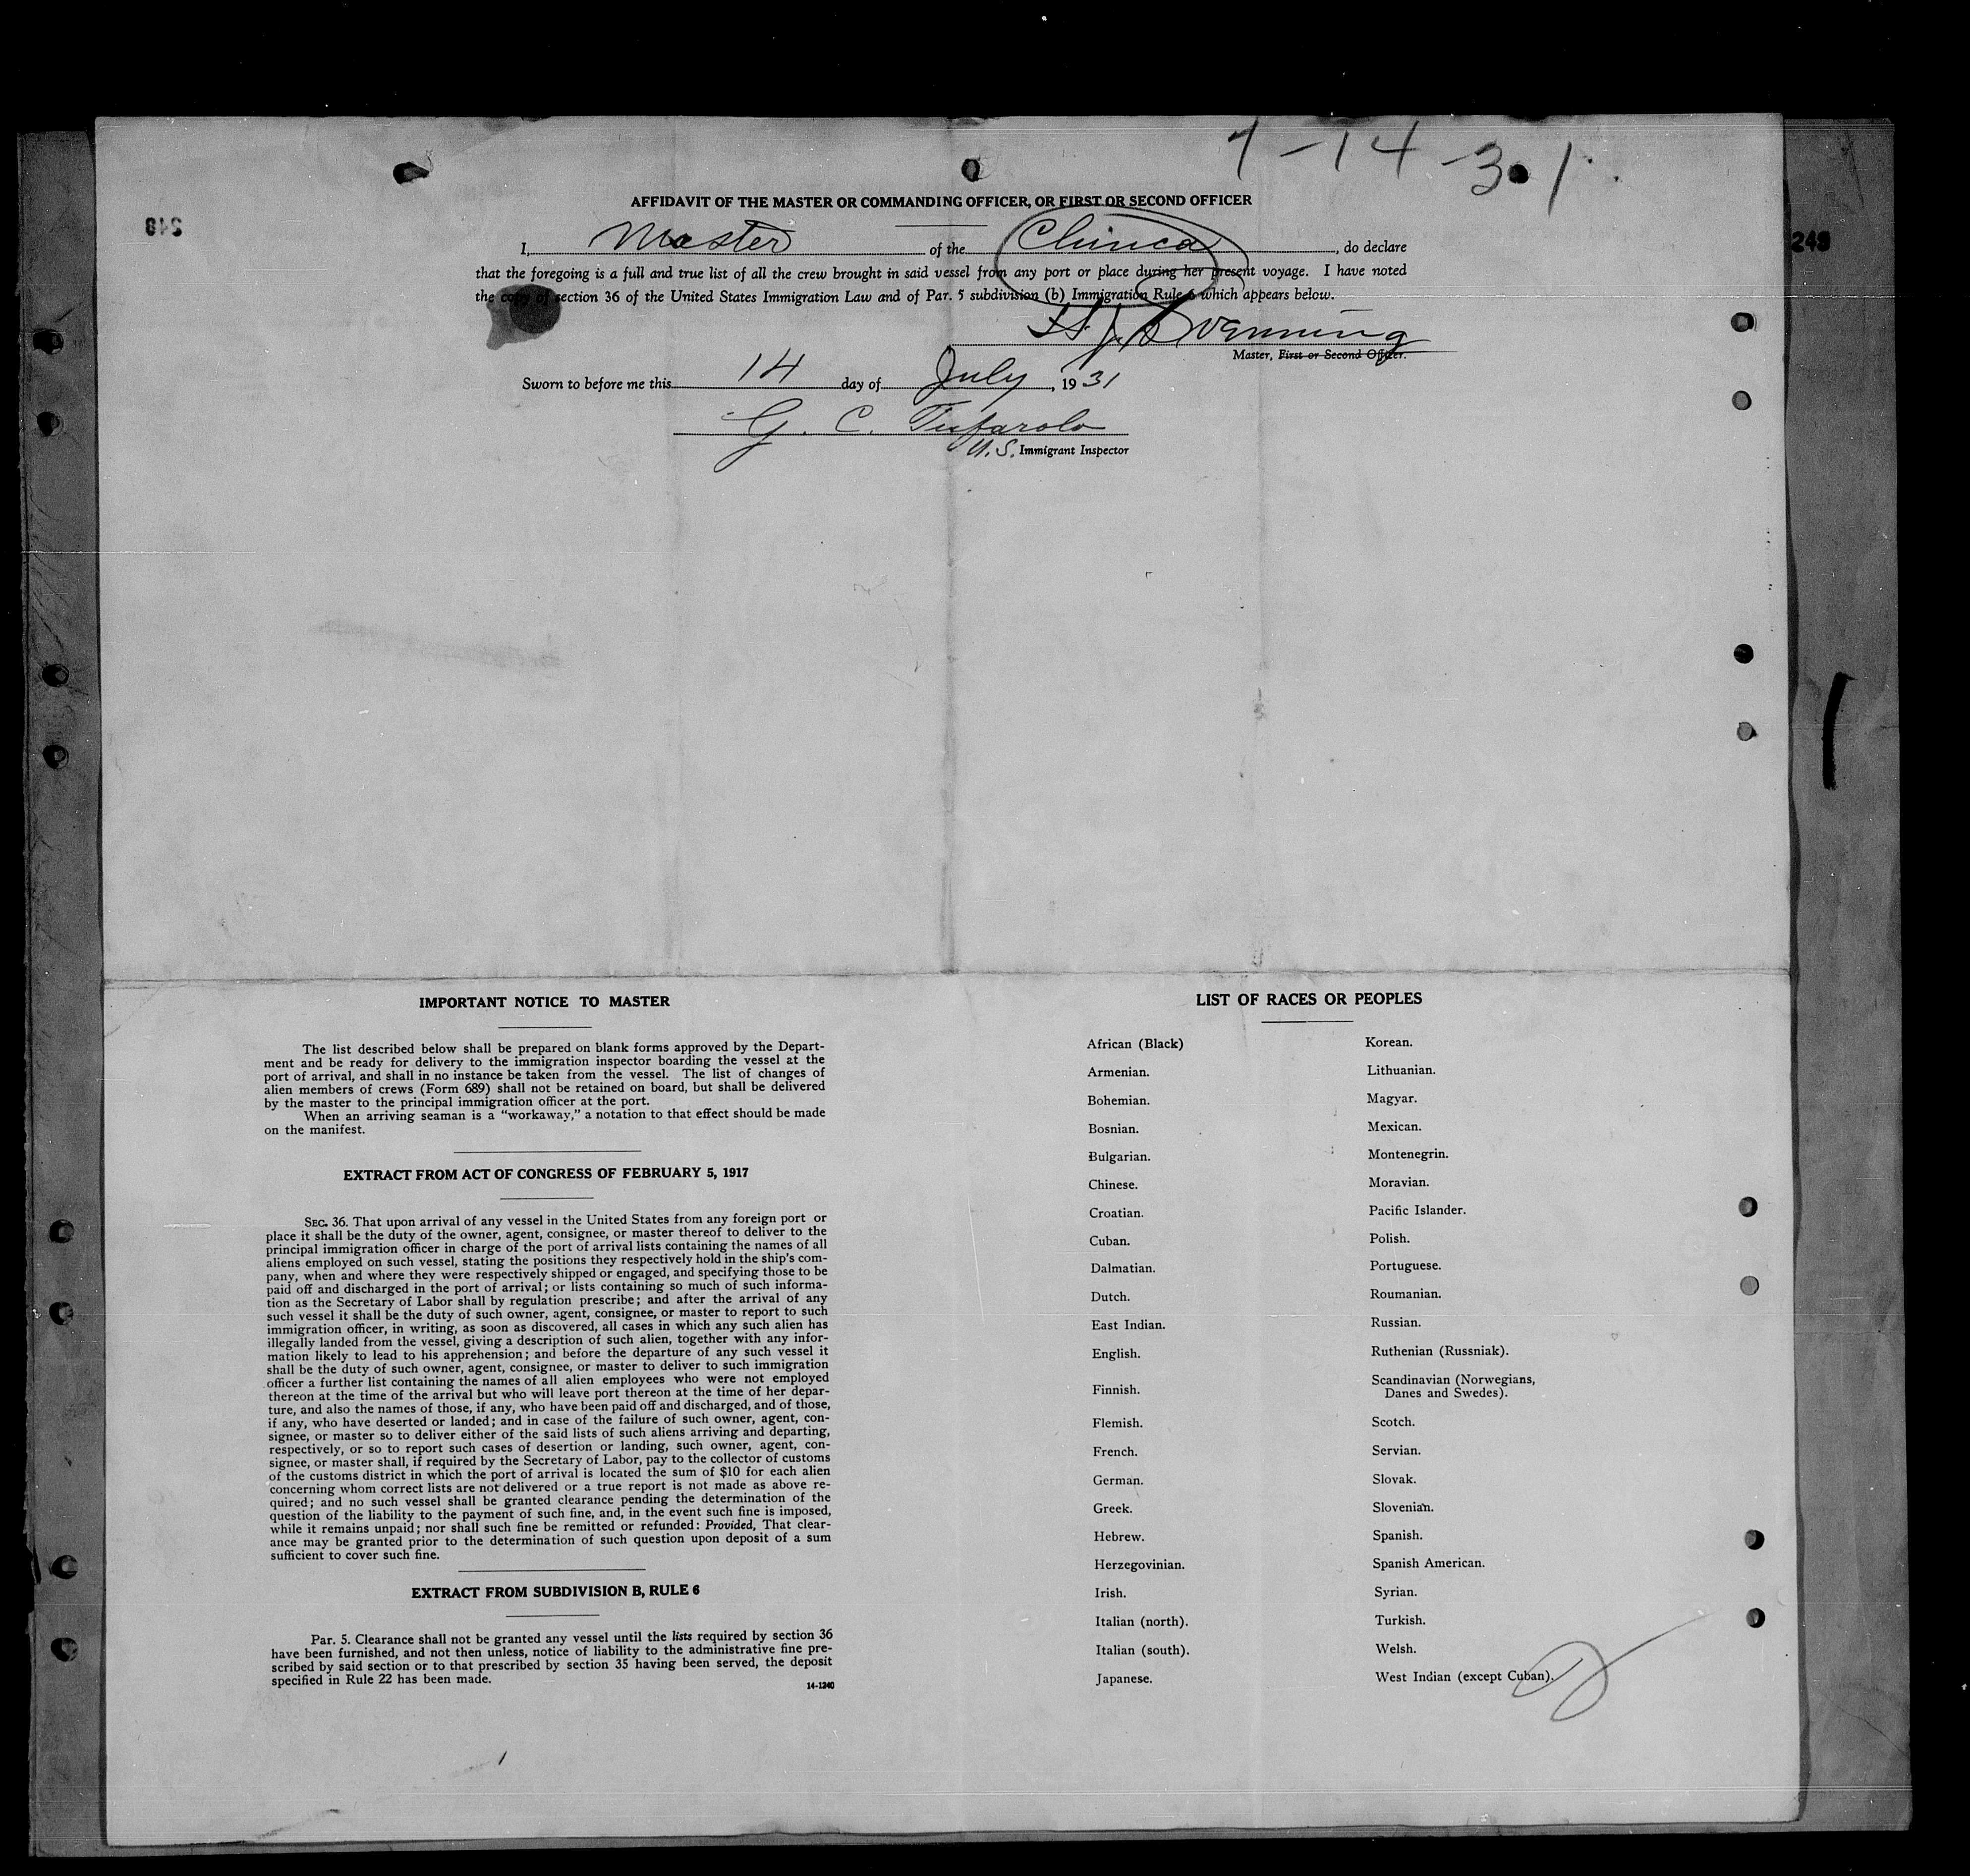 7-14-31.
248
AFFIDAVIT OF THE MASTER OR COMMANDING OFFICER, OR FIRST OR SECOND OFFICER
I, Master of the Chinca, do declare
that the foregoing is a full and true list of all the crew brought in said vessel from any port or place during her present voyage. I have noted
the copy of section 36 of the United States Immigration Law and of Par. 5 subdivision (b) Immigration Rule 6 which appears below.
Master, First or Second Officer.
Sworn to before me this 14 day of July, 1931
G. C. Tufarolo
U.S. Immigrant Inspector
IMPORTANT NOTICE TO MASTER
The list described below shall be prepared on blank forms approved by the Depart-
ment and be ready for delivery to the immigration inspector boarding the vessel at the
port of arrival, and shall in no instance be taken from the vessel. The list of changes of
alien members of crews (Form 689) shall not be retained on board, but shall be delivered
by the master to the principal immigration officer at the port.
When an arriving seaman is a “workaway,” a notation to that effect should be made
on the manifest.
EXTRACT FROM ACT OF CONGRESS OF FEBRUARY 5, 1917
SEC. 36. That upon arrival of any vessel in the United States from any foreign port or
place it shall be the duty of the owner, agent, consignee, or master thereof to deliver to the
principal immigration officer in charge of the port of arrival lists containing the names of all
aliens employed on such vessel, stating the positions they respectively hold in the ship's com-
pany, when and where they were respectively shipped or engaged, and specifying those to be
paid off and discharged in the port of arrival; or lists containing so much of such informa-
tion as the Secretary of Labor shall by regulation prescribe; and after the arrival of any
such vessel it shall be the duty of such owner, agent, consignee, or master to report to such
immigration officer, in writing, as soon as discovered, all cases in which any such alien has
illegally landed from the vessel, giving a description of such alien, together with any infor-
mation likely to lead to his apprehension; and before the departure of any such vessel it
shall be the duty of such owner, agent, consignee, or master to deliver to such immigration
officer a further list containing the names of all alien employees who were not employed
thereon at the time of the arrival but who will leave port thereon at the time of her depar-
ture, and also the names of those, if any, who have been paid off and discharged, and of those,
if any, who have deserted or landed; and in case of the failure of such owner, agent, con-
signee, or master so to deliver either of the said lists of such aliens arriving and departing,
respectively, or so to report such cases of desertion or landing, such owner, agent, con-
signee, or master shall, if required by the Secretary of Labor, pay to the collector of customs
of the customs district in which the port of arrival is located the sum of $10 for each alien
concerning whom correct lists are not delivered or a true report is not made as above re-
quired; and no such vessel shall be granted clearance pending the determination of the
question of the liability to the payment of such fine, and, in the event such fine is imposed,
while it remains unpaid; nor shall such fine be remitted or refunded: Provided, That clear-
ance may be granted prior to the determination of such question upon deposit of a sum
sufficient to cover such fine.
EXTRACT FROM SUBDIVISION B, RULE 6
Par. 5. Clearance shall not be granted any vessel until the lists required by section 36
have been furnished, and not then unless, notice of liability to the administrative fine pre-
scribed by said section or to that prescribed by section 35 having been served, the deposit
specified in Rule 22 has been made.
14-1240
LIST OF RACES OR PEOPLES
African (Black)
Armenian.
Bohemian.
Bosnian.
Bulgarian.
Chinese.
Croatian.
Cuban.
Dalmatian.
Dutch.
East Indian.
English.
Finnish.
Flemish.
French.
German.
Greek.
Hebrew.
Herzegovinian.
Irish.
Italian (north).
Italian (south).
Japanese.
Korean.
Lithuanian.
Magyar.
Mexican.
Montenegrin.
Moravian.
Pacific Islander.
Polish.
Portuguese.
Roumanian.
Russian.
Ruthenian (Russniak).
Scandinavian (Norwegians,
Danes and Swedes).
Scotch.
Servian.
Slovak.
Slovenian.
Spanish.
Spanish American.
Syrian.
Turkish.
Welsh.
West Indian (except Cuban).